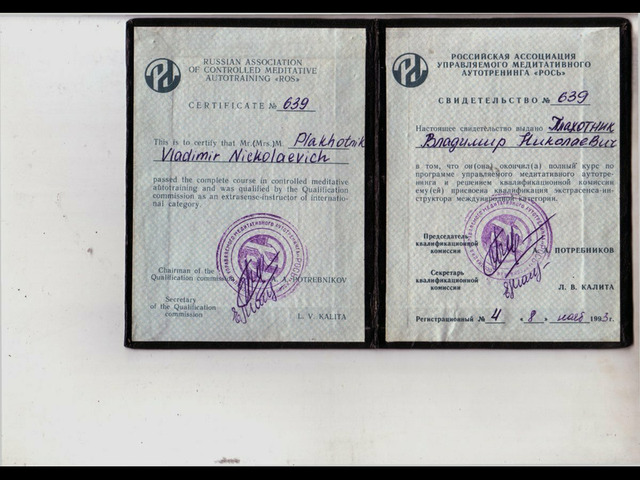 RUSSIAN ASSOCIATION
OF CONTROLLED MEDITATIVE
AUTOTRAINING «ROS»
CERTIFICATE № 639
This is to certify that Mr.(Mrs.)M. Plakhotnik
Vladimir Nickolaevich
passed the complete course in controlled meditative
abtotraining and was qualified by the Qualification
commission as an extrasense-instructor of internatio-
nal category.
Chairman of the
Qualification commission A. A. POTREBNIKOV
Secretary
of the Qualification
commission L. V. KALITA
РОССИЙСКАЯ АССОЦИАЦИЯ
УПРАВЛЯЕМОГО МЕДИТАТИВНОГО
АУТОТРЕНИНГА «РОСЬ»
СВИДЕТЕЛЬСТВО № 639
Настоящее свидетельство выдано Плахотник
Владимир Николаевич
в том, что он(она) окончил(а) полный курс по
программе управляемого медитативного аутотре-
нинга и решением квалификационной комиссии
ему(ей) присвоена квалификация экстрасенса-ин-
структора международной категории.
Председатель
квалификационной
комиссии А. А. ПОТРЕБНИКОВ
Секретарь
квалификационной
комиссии Л. В. КАЛИТА
Регистрационный № 4 « 8 » 1993г.